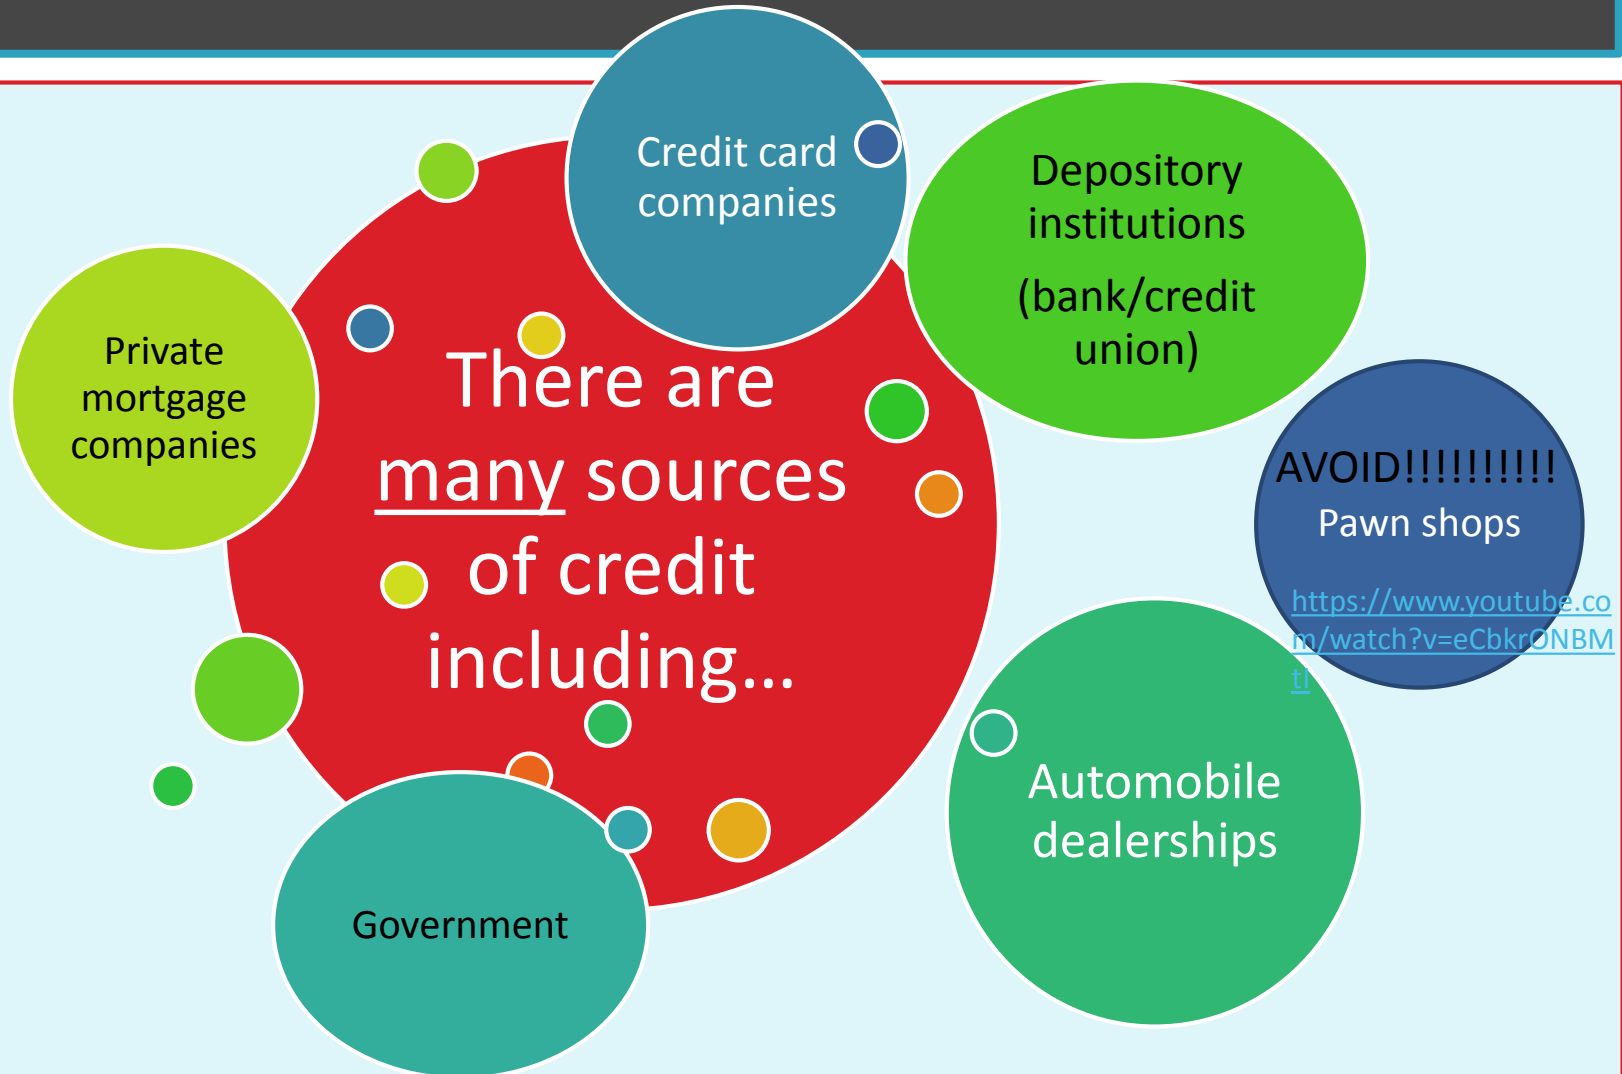 There are
many sources
of credit
including...
Credit card
companies
Depository
institutions
(bank/credit
union)
AVOID!!!!!!!!!!
Pawn shops
https://www.youtube.co
m/watch?v=eCbkrONBM
tI
Automobile
dealerships
Government
Private
mortgage
companies